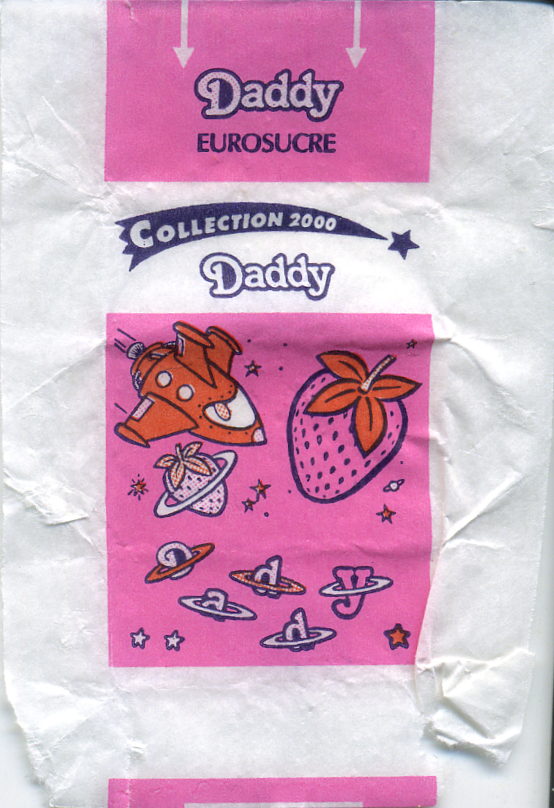 Daddy
EUROSUCRE
COLLECTION 2000
Daddy
D a d d y